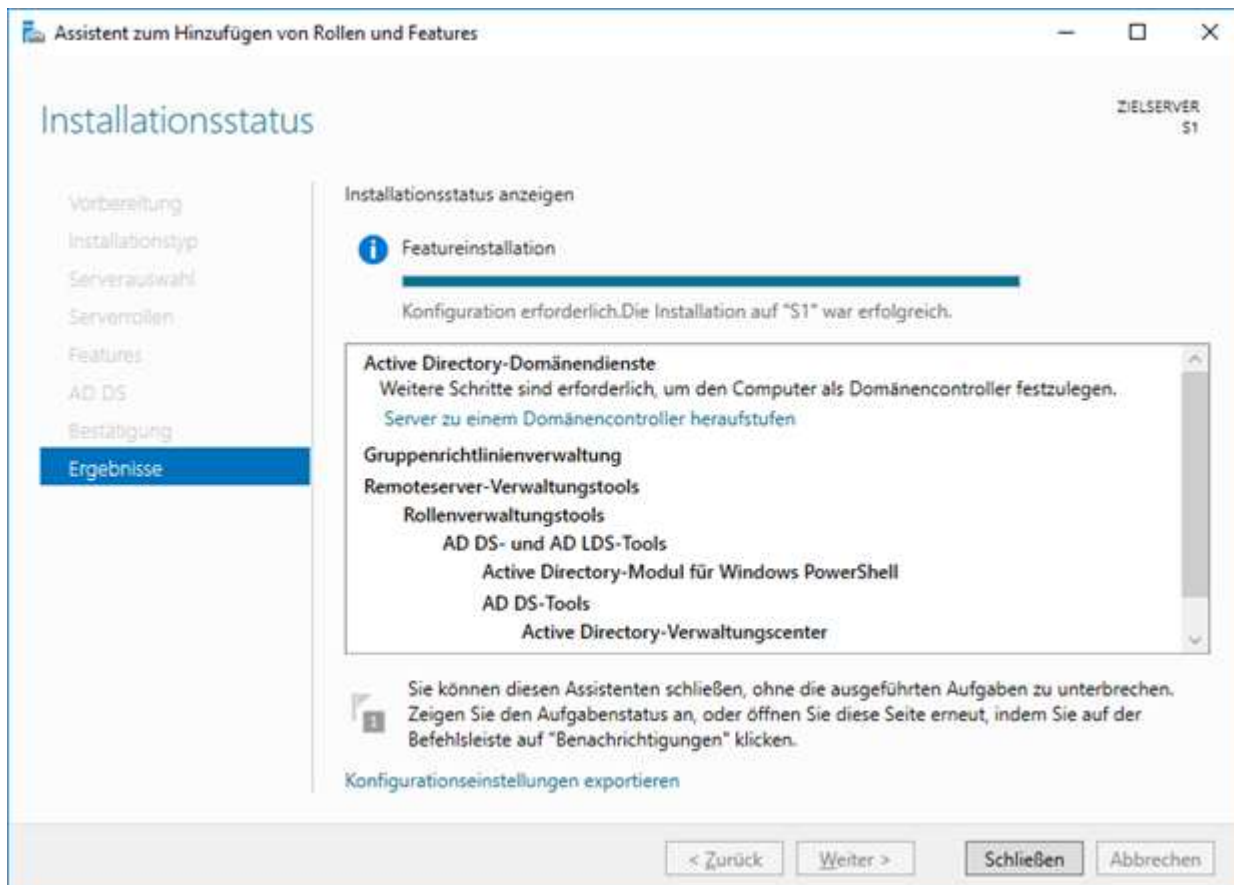 Assistent zum Hinzufügen von Rollen und Features
Installationsstatus
ZIELSERVER
S1
Vorbereitung
Installationstyp
Serverauswahl
Serverrollen
Features
AD DS
Bestätigung
Ergebnisse
Installationsstatus anzeigen
Featureinstallation
Konfiguration erforderlich.Die Installation auf "S1" war erfolgreich.
Active Directory-Domänendienste
Weitere Schritte sind erforderlich, um den Computer als Domänencontroller festzulegen.
Server zu einem Domänencontroller heraufstufen
Gruppenrichtlinienverwaltung
Remoteserver-Verwaltungstools
Rollenverwaltungstools
AD DS- und AD LDS-Tools
Active Directory-Modul für Windows PowerShell
AD DS-Tools
Active Directory-Verwaltungscenter
1
Sie können diesen Assistenten schließen, ohne die ausgeführten Aufgaben zu unterbrechen.
Zeigen Sie den Aufgabenstatus an, oder öffnen Sie diese Seite erneut, indem Sie auf der
Befehlsleiste auf "Benachrichtigungen" klicken.
Konfigurationseinstellungen exportieren
< Zurück
Weiter >
Schließen
Abbrechen